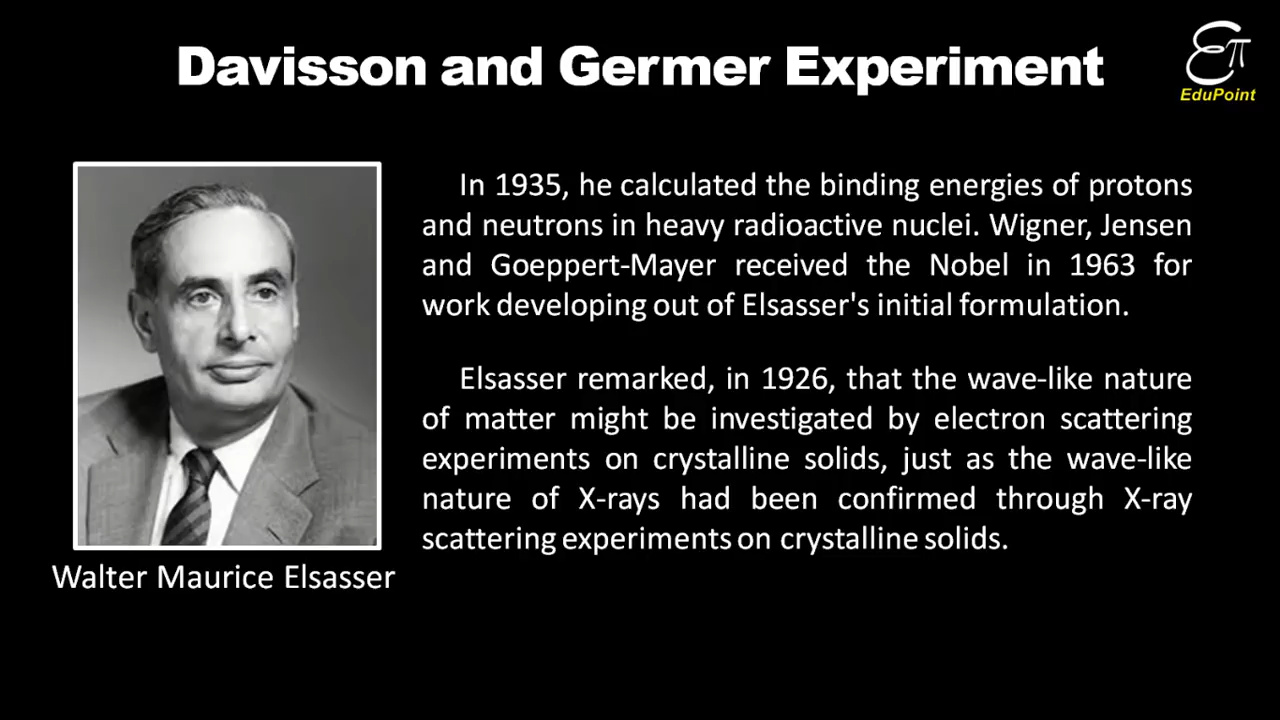 Davisson and Germer Experiment
επ
EduPoint
In 1935, he calculated the binding energies of protons
and neutrons in heavy radioactive nuclei. Wigner, Jensen
and Goeppert-Mayer received the Nobel in 1963 for
work developing out of Elsasser's initial formulation.
Elsasser remarked, in 1926, that the wave-like nature
of matter might be investigated by electron scattering
experiments on crystalline solids, just as the wave-like
nature of X-rays had been confirmed through X-ray
scattering experiments on crystalline solids.
Walter Maurice Elsasser